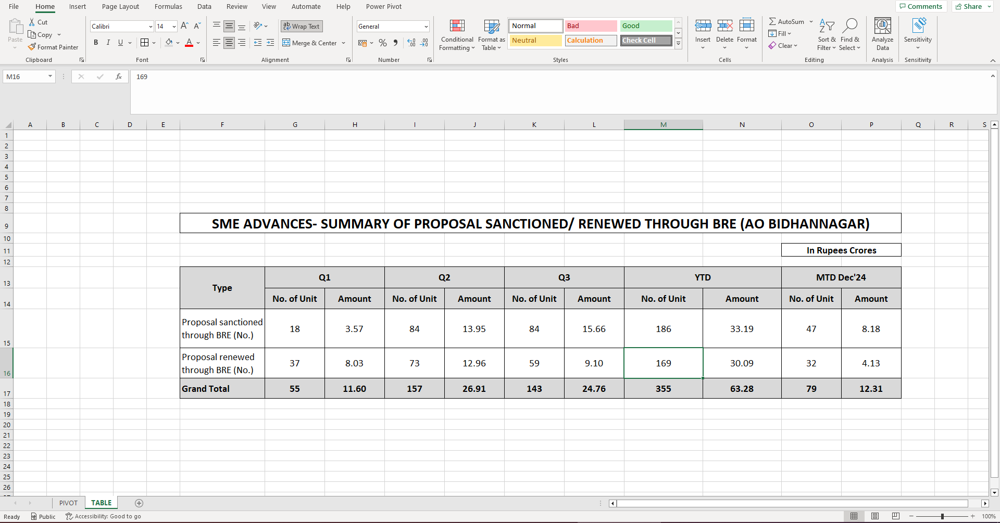 File Home Insert Page Layout Formulas Data Review View Automate Help Power Pivot Comments Share
Paste
Cut
Copy
Format Painter
Clipboard
Calibri 14
B I U
Font
Wrap Text
Merge & Center
Alignment
General
Number
Conditional Formatting
Format as Table
Normal Bad Good
Neutral Calculation Check Cell
Styles
Insert Delete Format
Cells
AutoSum
Fill
Clear
Sort & Filter
Find & Select
Editing
Analyze Data
Analysis
Sensitivity
Sensitivity
M16 fx 169
A B C D E F G H I J K L M N O P Q R S
1
2
3
4
5
6
7
8
9 SME ADVANCES- SUMMARY OF PROPOSAL SANCTIONED/ RENEWED THROUGH BRE (AO BIDHANNAGAR)
10
11 In Rupees Crores
12
13 Type Q1 Q2 Q3 YTD MTD Dec'24
14 No. of Unit Amount No. of Unit Amount No. of Unit Amount No. of Unit Amount No. of Unit Amount
15 Proposal sanctioned through BRE (No.) 18 3.57 84 13.95 84 15.66 186 33.19 47 8.18
16 Proposal renewed through BRE (No.) 37 8.03 73 12.96 59 9.10 169 30.09 32 4.13
17 Grand Total 55 11.60 157 26.91 143 24.76 355 63.28 79 12.31
18
19
20
21
22
23
24
25
26
PIVOT TABLE
Ready Public Accessibility: Good to go 100%